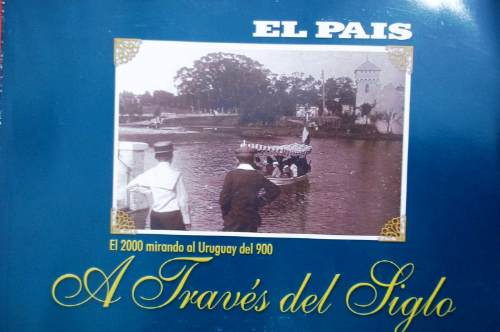 EL PAIS
El 2000 mirando al Uruguay del 900
A Través del Siglo